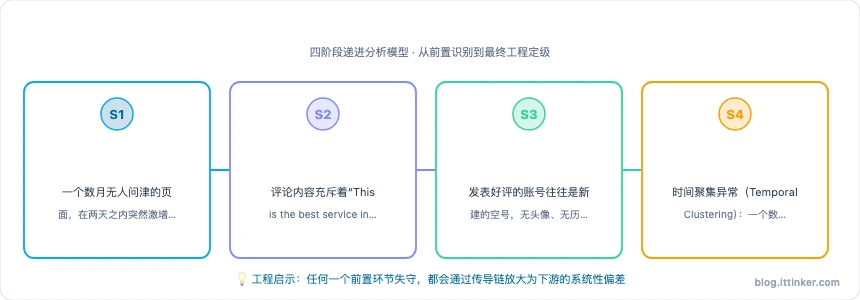 四阶段递进分析模型 · 从前置识别到最终工程定级
S1
一个数月无人问津的页
面，在两天之内突然激增...
S2
评论内容充斥着“This
is the best service in...
S3
发表好评的账号往往是新
建的空号，无头像、无历...
S4
时间聚集异常（Temporal
Clustering）：一个数...
💡 工程启示：任何一个前置环节失守，都会通过传导链放大为下游的系统性偏差
blog.ittinker.com